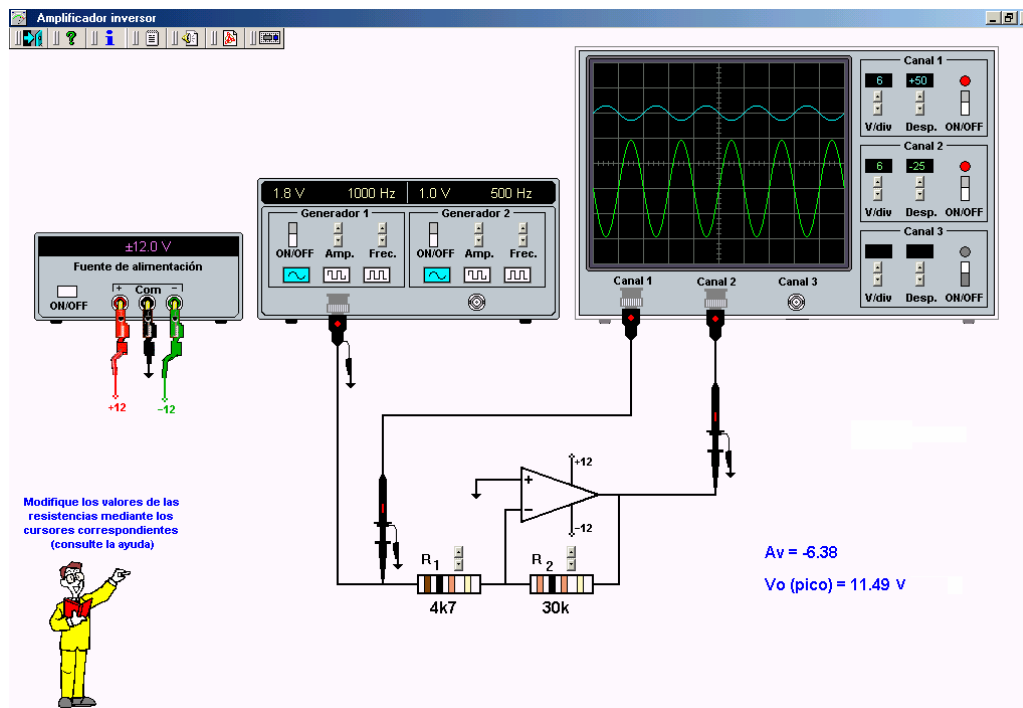 Amplificador inversor
1.8 V 1000 Hz 1.0 V 500 Hz
Generador 1
ON/OFF Amp. Frec.
Generador 2
ON/OFF Amp. Frec.
±12.0 V
Fuente de alimentación
ON/OFF
+ Com −
+12
−12
Canal 1
6 +50
V/div Desp. ON/OFF
Canal 2
6 -25
V/div Desp. ON/OFF
Canal 3
V/div Desp. ON/OFF
Canal 1 Canal 2 Canal 3
+12
+
−
−12
R1
4k7
R2
30k
Av = -6.38
Vo (pico) = 11.49 V
Modifique los valores de las
resistencias mediante los
cursores correspondientes
(consulte la ayuda)